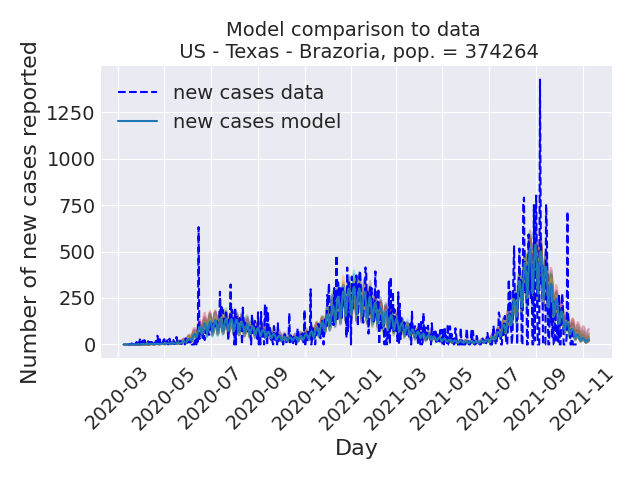 Model comparison to data
US - Texas - Brazoria, pop. = 374264
Number of new cases reported
1250
1000
750
500
250
0
new cases data
new cases model
2020-03
2020-05
2020-07
2020-09
2020-11
2021-01
2021-03
2021-05
2021-07
2021-09
2021-11
Day